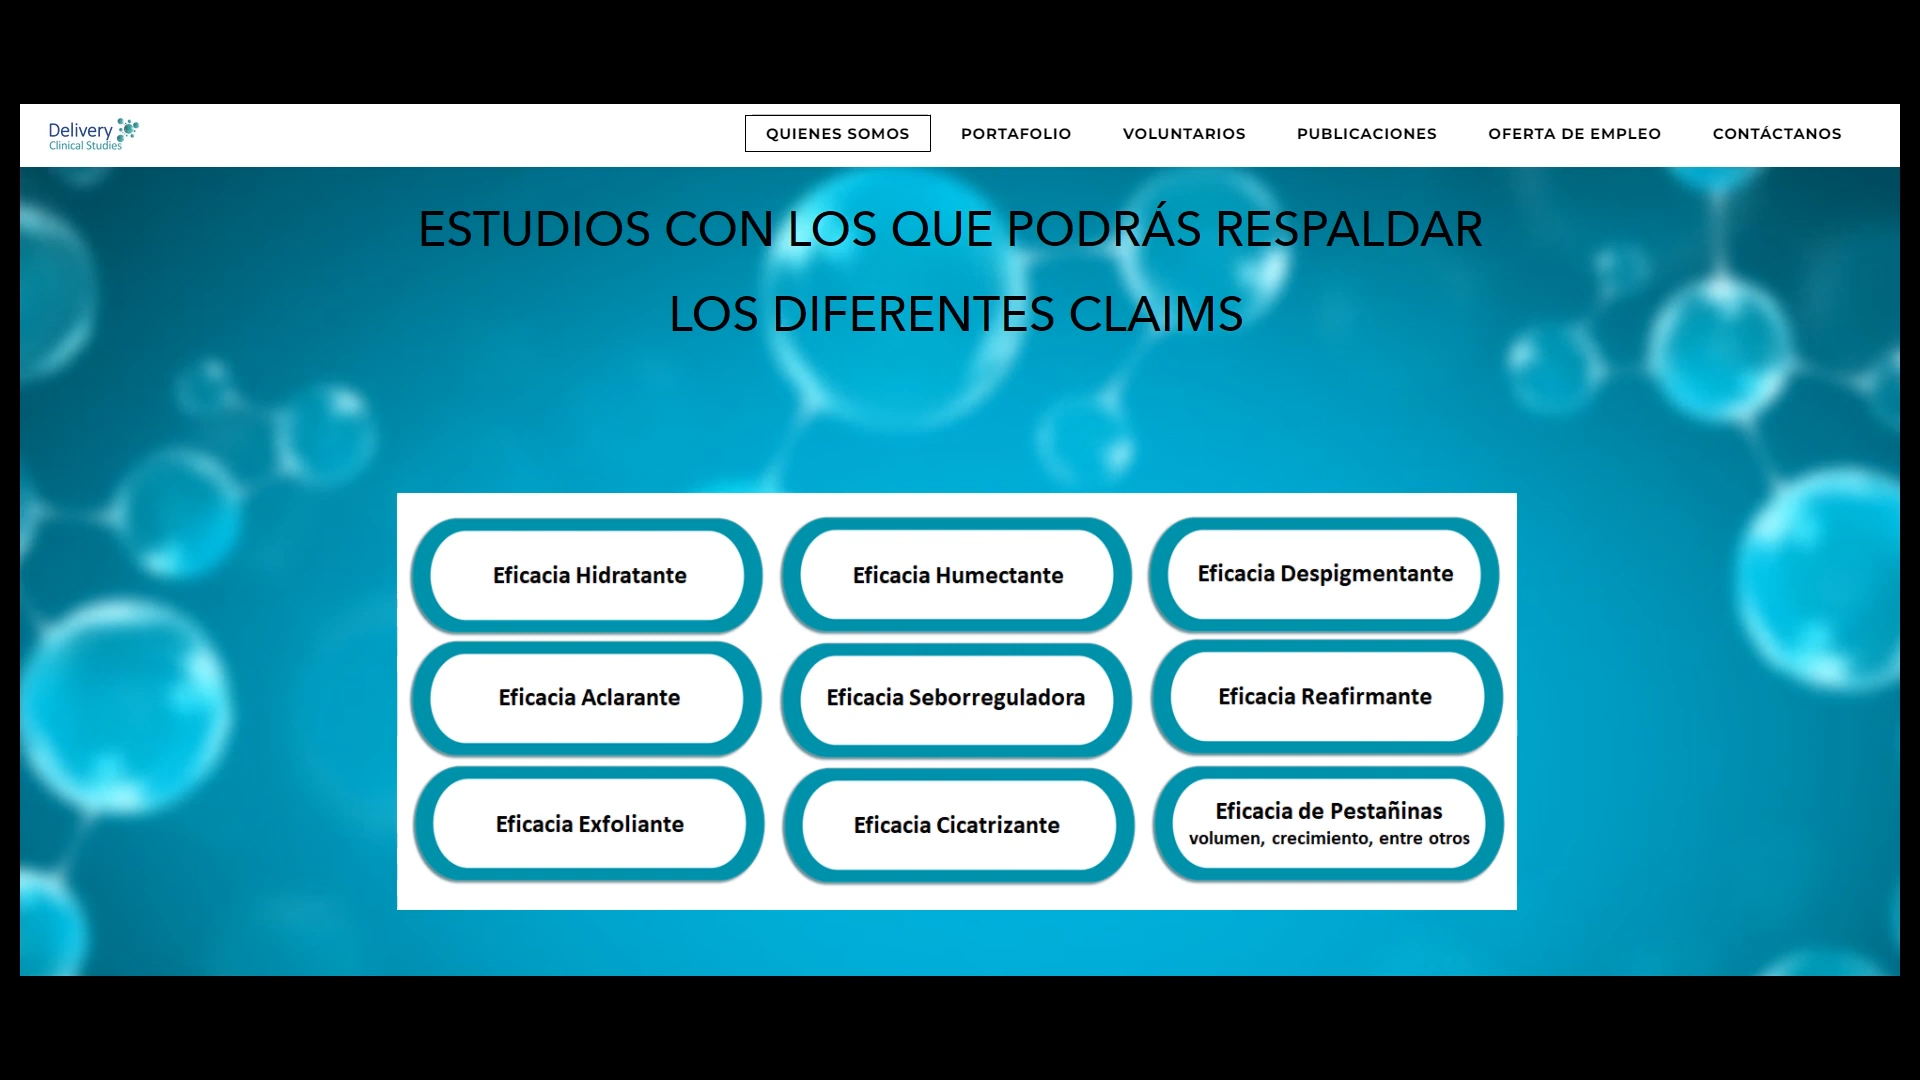 Delivery
Clinical Studies
QUIENES SOMOS
PORTAFOLIO
VOLUNTARIOS
PUBLICACIONES
OFERTA DE EMPLEO
CONTÁCTANOS
ESTUDIOS CON LOS QUE PODRÁS RESPALDAR
LOS DIFERENTES CLAIMS
Eficacia Hidratante
Eficacia Humectante
Eficacia Despigmentante
Eficacia Aclarante
Eficacia Seborreguladora
Eficacia Reafirmante
Eficacia Exfoliante
Eficacia Cicatrizante
Eficacia de Pestañinas
volumen, crecimiento, entre otros